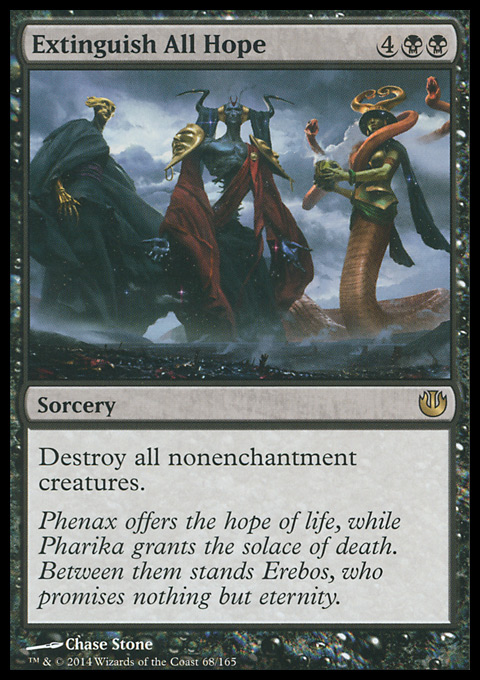 Extinguish All Hope 4
Sorcery
Destroy all nonenchantment
creatures.
Phenax offers the hope of life, while
Pharika grants the solace of death.
Between them stands Erebos, who
promises nothing but eternity.
Chase Stone
™ & © 2014 Wizards of the Coast 68/165